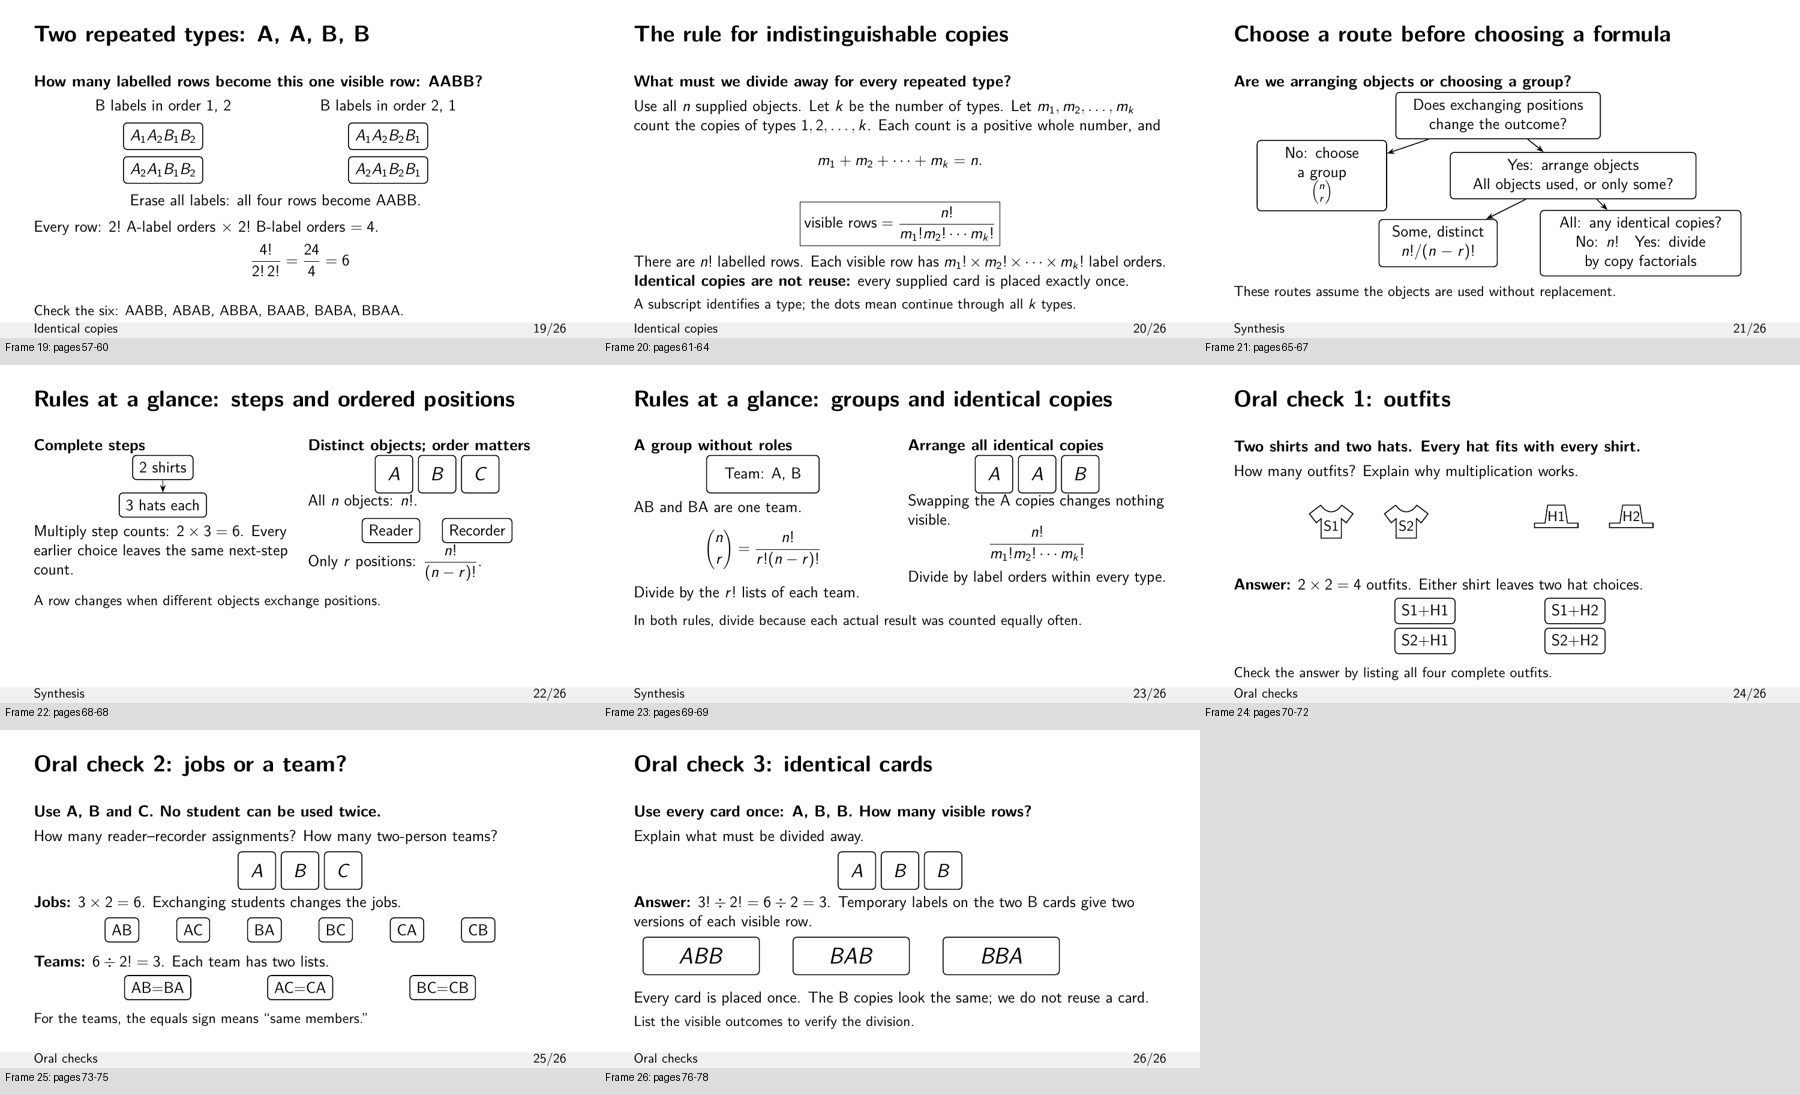 Two repeated types: A, A, B, B
How many labelled rows become this one visible row: AABB?
B labels in order 1, 2
B labels in order 2, 1
A₁A₂B₁B₂
A₁A₂B₂B₁
A₂A₁B₁B₂
A₂A₁B₂B₁
Erase all labels: all four rows become AABB.
Every row: 2! A-label orders × 2! B-label orders = 4.
4!/(2! 2!) = 24/4 = 6
Check the six: AABB, ABAB, ABBA, BAAB, BABA, BBAA.
Identical copies 19/26
Frame 19: pages 57-60
The rule for indistinguishable copies
What must we divide away for every repeated type?
Use all n supplied objects. Let k be the number of types. Let m₁, m₂, . . . , mₖ
count the copies of types 1, 2, . . . , k. Each count is a positive whole number, and
m₁ + m₂ + · · · + mₖ = n.
visible rows = n!/(m₁!m₂! · · · mₖ!)
There are n! labelled rows. Each visible row has m₁! × m₂! × · · · × mₖ! label orders.
Identical copies are not reuse: every supplied card is placed exactly once.
A subscript identifies a type; the dots mean continue through all k types.
Identical copies 20/26
Frame 20: pages 61-64
Choose a route before choosing a formula
Are we arranging objects or choosing a group?
Does exchanging positions
change the outcome?
No: choose
a group
(n r)
Yes: arrange objects
All objects used, or only some?
Some, distinct
n!/(n − r)!
All: any identical copies?
No: n! Yes: divide
by copy factorials
These routes assume the objects are used without replacement.
Synthesis 21/26
Frame 21: pages 65-67
Rules at a glance: steps and ordered positions
Complete steps
2 shirts
3 hats each
Multiply step counts: 2 × 3 = 6. Every
earlier choice leaves the same next-step
count.
Distinct objects; order matters
A B C
All n objects: n!.
Reader Recorder
Only r positions: n!/(n − r)!.
A row changes when different objects exchange positions.
Synthesis 22/26
Frame 22: pages 68-68
Rules at a glance: groups and identical copies
A group without roles
Team: A, B
AB and BA are one team.
(n r) = n!/(r!(n − r)!)
Divide by the r! lists of each team.
Arrange all identical copies
A A B
Swapping the A copies changes nothing
visible.
n!/(m₁!m₂! · · · mₖ!)
Divide by label orders within every type.
In both rules, divide because each actual result was counted equally often.
Synthesis 23/26
Frame 23: pages 69-69
Oral check 1: outfits
Two shirts and two hats. Every hat fits with every shirt.
How many outfits? Explain why multiplication works.
S1 S2 H1 H2
Answer: 2 × 2 = 4 outfits. Either shirt leaves two hat choices.
S1+H1 S1+H2
S2+H1 S2+H2
Check the answer by listing all four complete outfits.
Oral checks 24/26
Frame 24: pages 70-72
Oral check 2: jobs or a team?
Use A, B and C. No student can be used twice.
How many reader–recorder assignments? How many two-person teams?
A B C
Jobs: 3 × 2 = 6. Exchanging students changes the jobs.
AB AC BA BC CA CB
Teams: 6 ÷ 2! = 3. Each team has two lists.
AB=BA AC=CA BC=CB
For the teams, the equals sign means “same members.”
Oral checks 25/26
Frame 25: pages 73-75
Oral check 3: identical cards
Use every card once: A, B, B. How many visible rows?
Explain what must be divided away.
A B B
Answer: 3! ÷ 2! = 6 ÷ 2 = 3. Temporary labels on the two B cards give two
versions of each visible row.
ABB BAB BBA
Every card is placed once. The B copies look the same; we do not reuse a card.
List the visible outcomes to verify the division.
Oral checks 26/26
Frame 26: pages 76-78